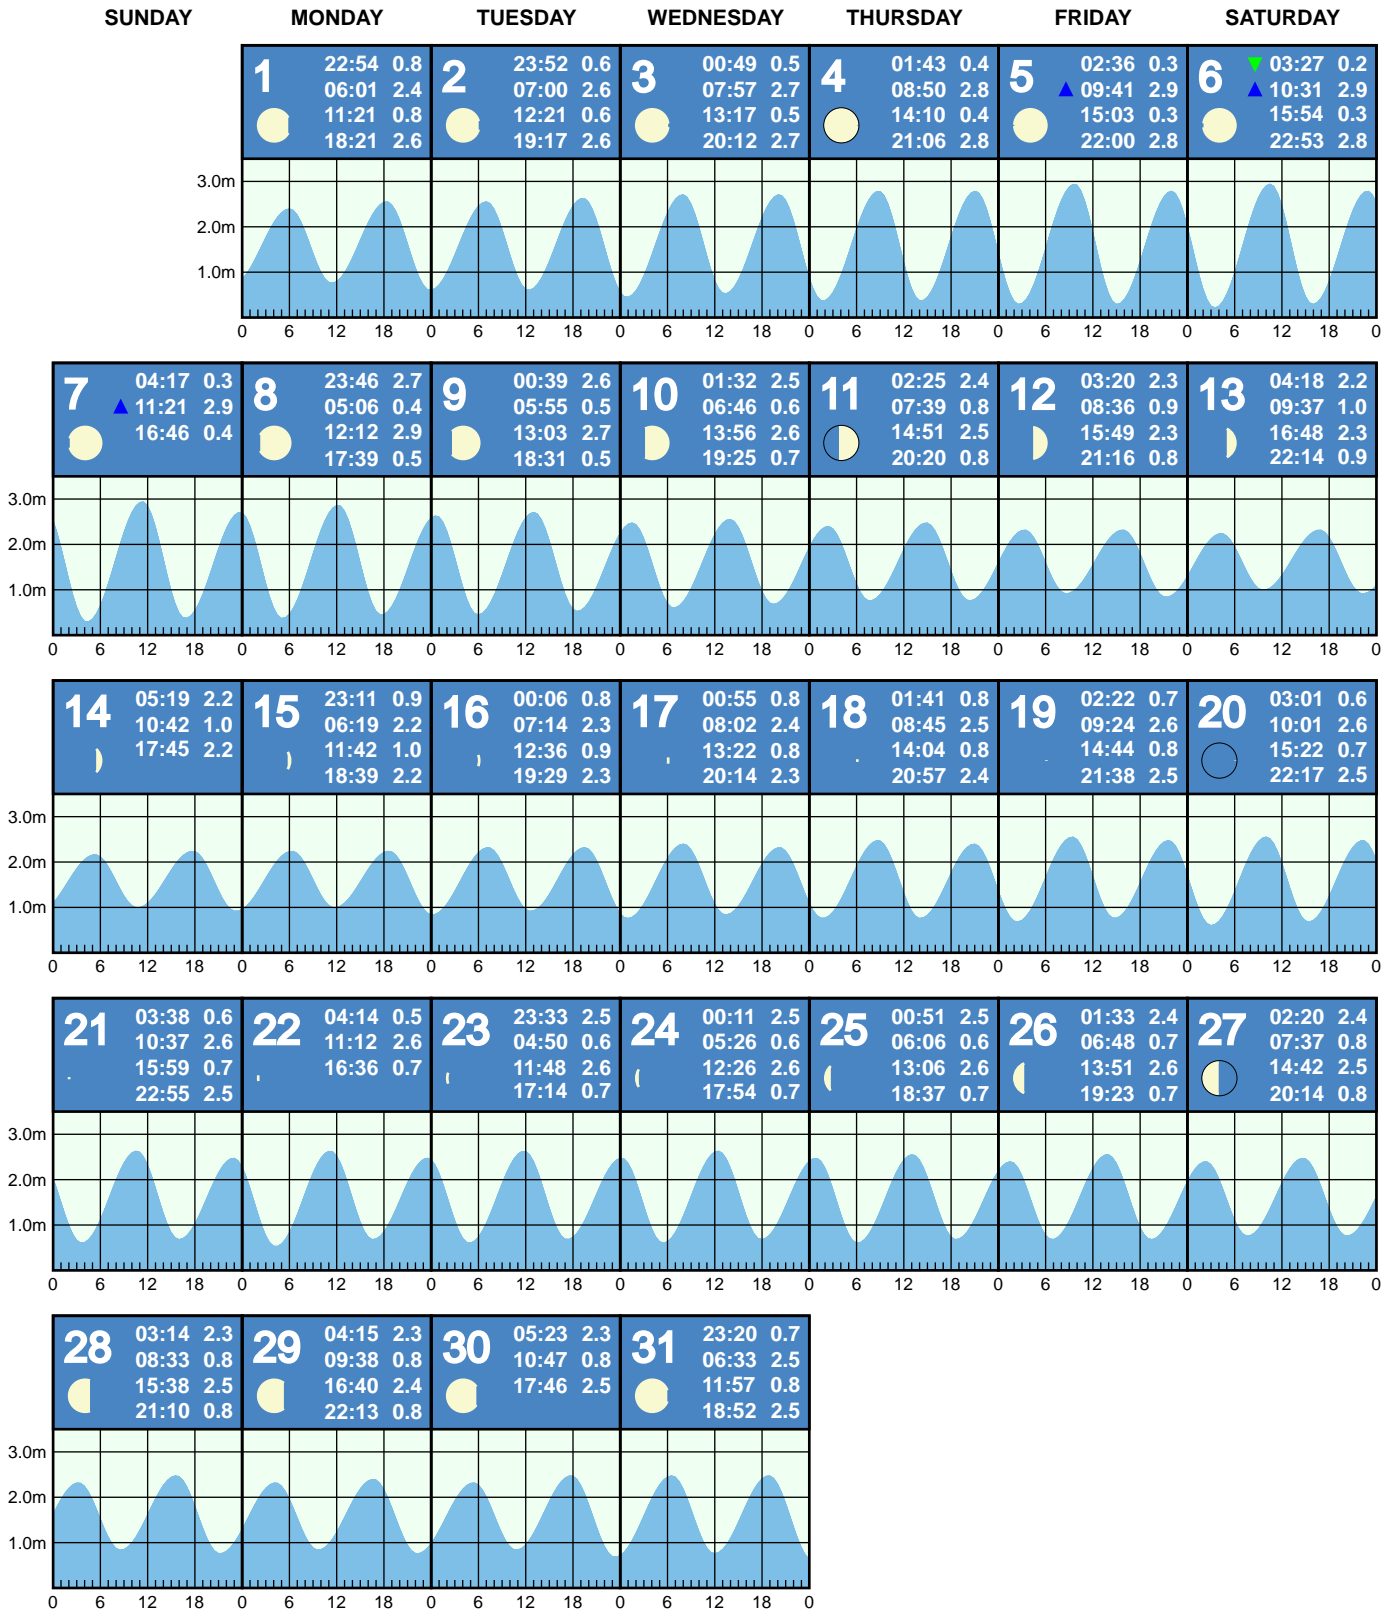 SUNDAY MONDAY TUESDAY WEDNESDAY THURSDAY FRIDAY SATURDAY
1 22:54 0.8 2 23:52 0.6 3 00:49 0.5 4 01:43 0.4 5 02:36 0.3 6 03:27 0.2
06:01 2.4 07:00 2.6 07:57 2.7 08:50 2.8 09:41 2.9 10:31 2.9
11:21 0.8 12:21 0.6 13:17 0.5 14:10 0.4 15:03 0.3 15:54 0.3
18:21 2.6 19:17 2.6 20:12 2.7 21:06 2.8 22:00 2.8 22:53 2.8
3.0m
2.0m
1.0m
0 6 12 18 0 6 12 18 0 6 12 18 0 6 12 18 0 6 12 18 0 6 12 18 0
7 04:17 0.3 8 23:46 2.7 9 00:39 2.6 10 01:32 2.5 11 02:25 2.4 12 03:20 2.3 13 04:18 2.2
11:21 2.9 05:06 0.4 05:55 0.5 06:46 0.6 07:39 0.8 08:36 0.9 09:37 1.0
16:46 0.4 12:12 2.9 13:03 2.7 13:56 2.6 14:51 2.5 15:49 2.3 16:48 2.3
17:39 0.5 18:31 0.5 19:25 0.7 20:20 0.8 21:16 0.8 22:14 0.9
3.0m
2.0m
1.0m
0 6 12 18 0 6 12 18 0 6 12 18 0 6 12 18 0 6 12 18 0 6 12 18 0 6 12 18 0
14 05:19 2.2 15 23:11 0.9 16 00:06 0.8 17 00:55 0.8 18 01:41 0.8 19 02:22 0.7 20 03:01 0.6
10:42 1.0 06:19 2.2 07:14 2.3 08:02 2.4 08:45 2.5 09:24 2.6 10:01 2.6
17:45 2.2 11:42 1.0 12:36 0.9 13:22 0.8 14:04 0.8 14:44 0.8 15:22 0.7
18:39 2.2 19:29 2.3 20:14 2.3 20:57 2.4 21:38 2.5 22:17 2.5
3.0m
2.0m
1.0m
0 6 12 18 0 6 12 18 0 6 12 18 0 6 12 18 0 6 12 18 0 6 12 18 0 6 12 18 0
21 03:38 0.6 22 04:14 0.5 23 23:33 2.5 24 00:11 2.5 25 00:51 2.5 26 01:33 2.4 27 02:20 2.4
10:37 2.6 11:12 2.6 04:50 0.6 05:26 0.6 06:06 0.6 06:48 0.7 07:37 0.8
15:59 0.7 16:36 0.7 11:48 2.6 12:26 2.6 13:06 2.6 13:51 2.6 14:42 2.5
22:55 2.5 17:14 0.7 17:54 0.7 18:37 0.7 19:23 0.7 20:14 0.8
3.0m
2.0m
1.0m
0 6 12 18 0 6 12 18 0 6 12 18 0 6 12 18 0 6 12 18 0 6 12 18 0 6 12 18 0
28 03:14 2.3 29 04:15 2.3 30 05:23 2.3 31 23:20 0.7
08:33 0.8 09:38 0.8 10:47 0.8 06:33 2.5
15:38 2.5 16:40 2.4 17:46 2.5 11:57 0.8
21:10 0.8 22:13 0.8 18:52 2.5
3.0m
2.0m
1.0m
0 6 12 18 0 6 12 18 0 6 12 18 0 6 12 18 0